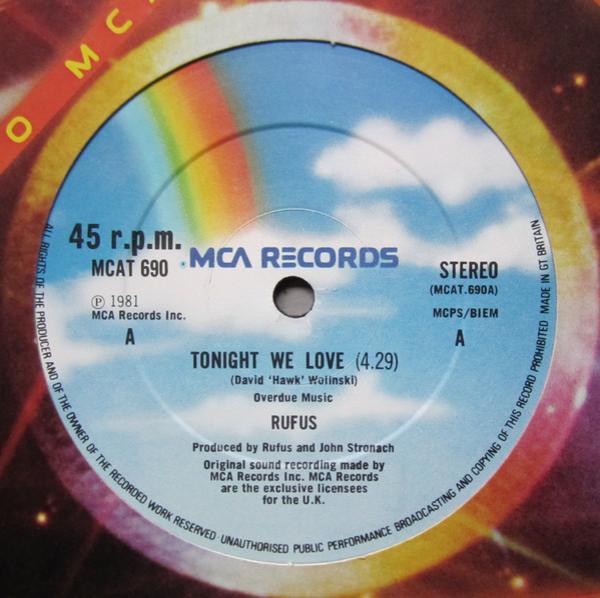 O MCA
45 r.p.m.
MCAT 690
MCA RECORDS
STEREO
(MCAT.690A)
℗ 1981
MCA Records Inc.
MCPS/BIEM
A
A
TONIGHT WE LOVE (4.29)
(David 'Hawk' Wolinski)
Overdue Music
RUFUS
Produced by Rufus and John Stronach
Original sound recording made by
MCA Records Inc. MCA Records
are the exclusive licensees
for the U.K.
ALL RIGHTS OF THE PRODUCER AND OF THE OWNER OF THE RECORDED WORK RESERVED UNAUTHORISED PUBLIC PERFORMANCE BROADCASTING AND COPYING OF THIS RECORD PROHIBITED MADE IN GT BRITAIN